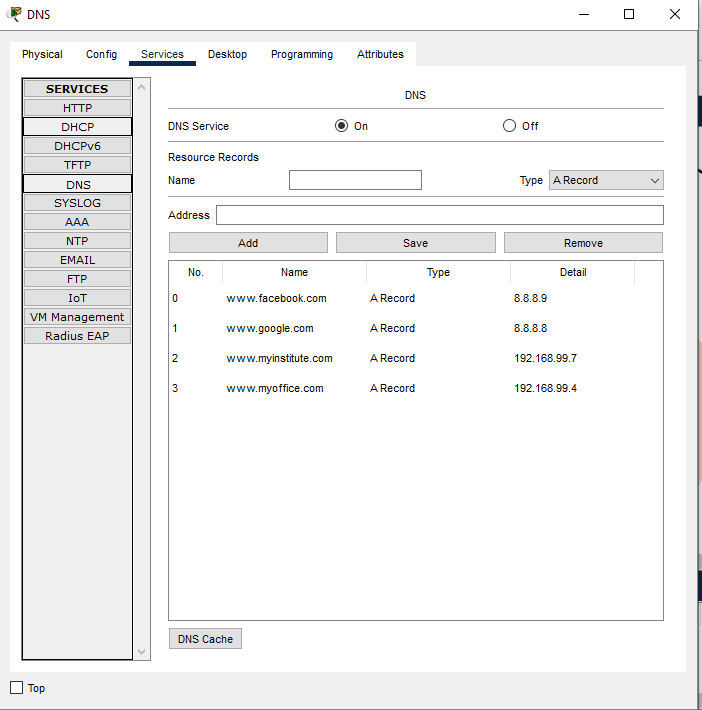 DNS
Physical Config Services Desktop Programming Attributes
SERVICES
HTTP
DHCP
DHCPv6
TFTP
DNS
SYSLOG
AAA
NTP
EMAIL
FTP
IoT
VM Management
Radius EAP
DNS
DNS Service On Off
Resource Records
Name Type A Record
Address
Add Save Remove
No. Name Type Detail
0 www.facebook.com A Record 8.8.8.9
1 www.google.com A Record 8.8.8.8
2 www.myinstitute.com A Record 192.168.99.7
3 www.myoffice.com A Record 192.168.99.4
DNS Cache
Top